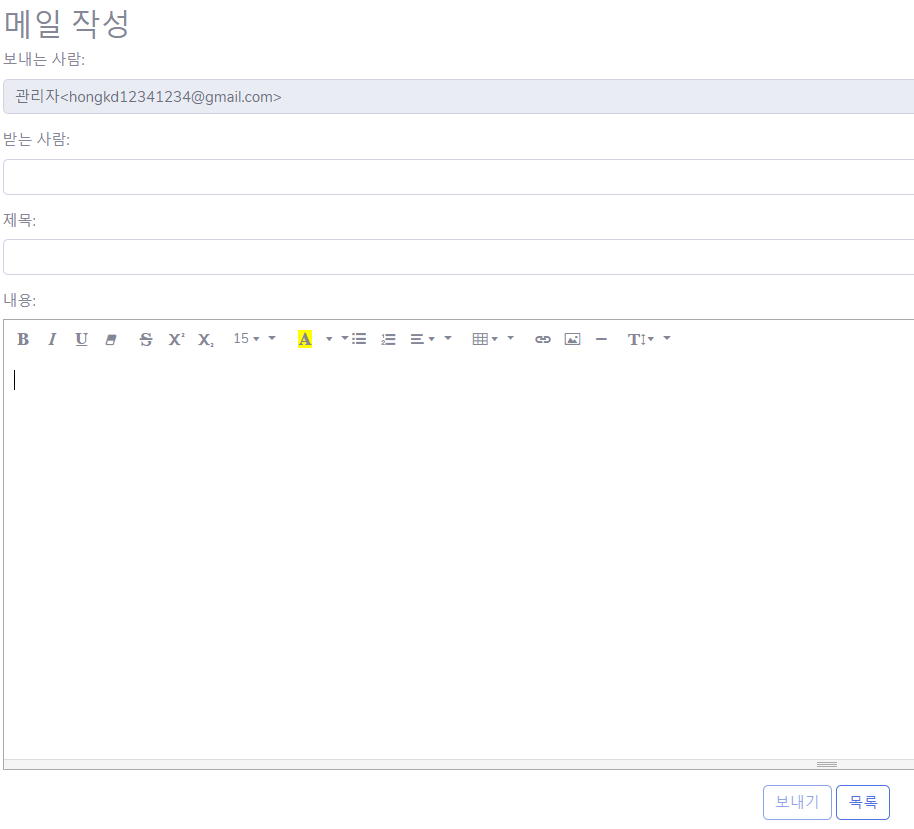 메일 작성
보내는 사람:
관리자<hongkd12341234@gmail.com>
받는 사람:
제목:
내용:
B I U S X² X₂ 15 A T
보내기 목록